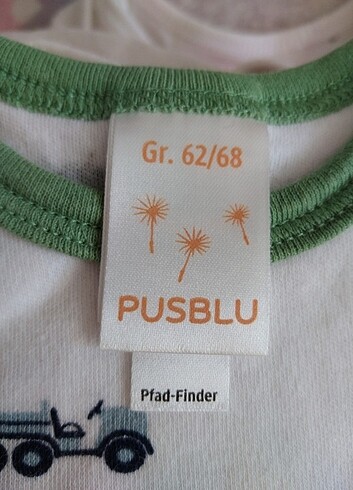 Gr. 62/68
PUSBLU
Pfad-Finder